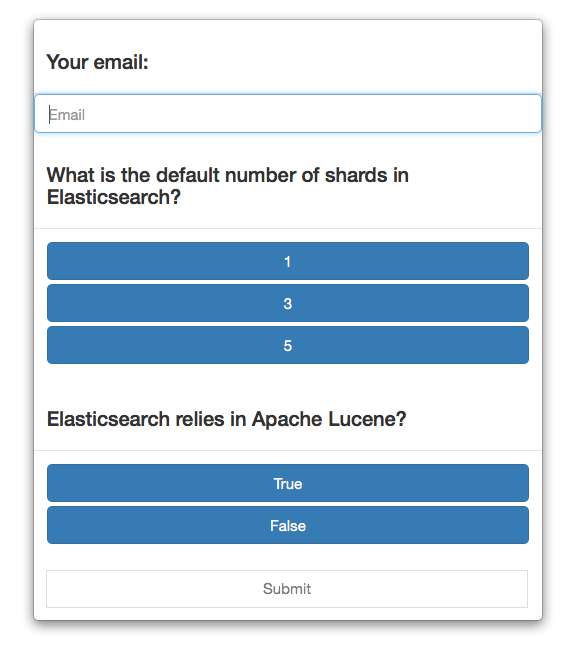 Your email:
Email
What is the default number of shards in
Elasticsearch?
1
3
5
Elasticsearch relies in Apache Lucene?
True
False
Submit